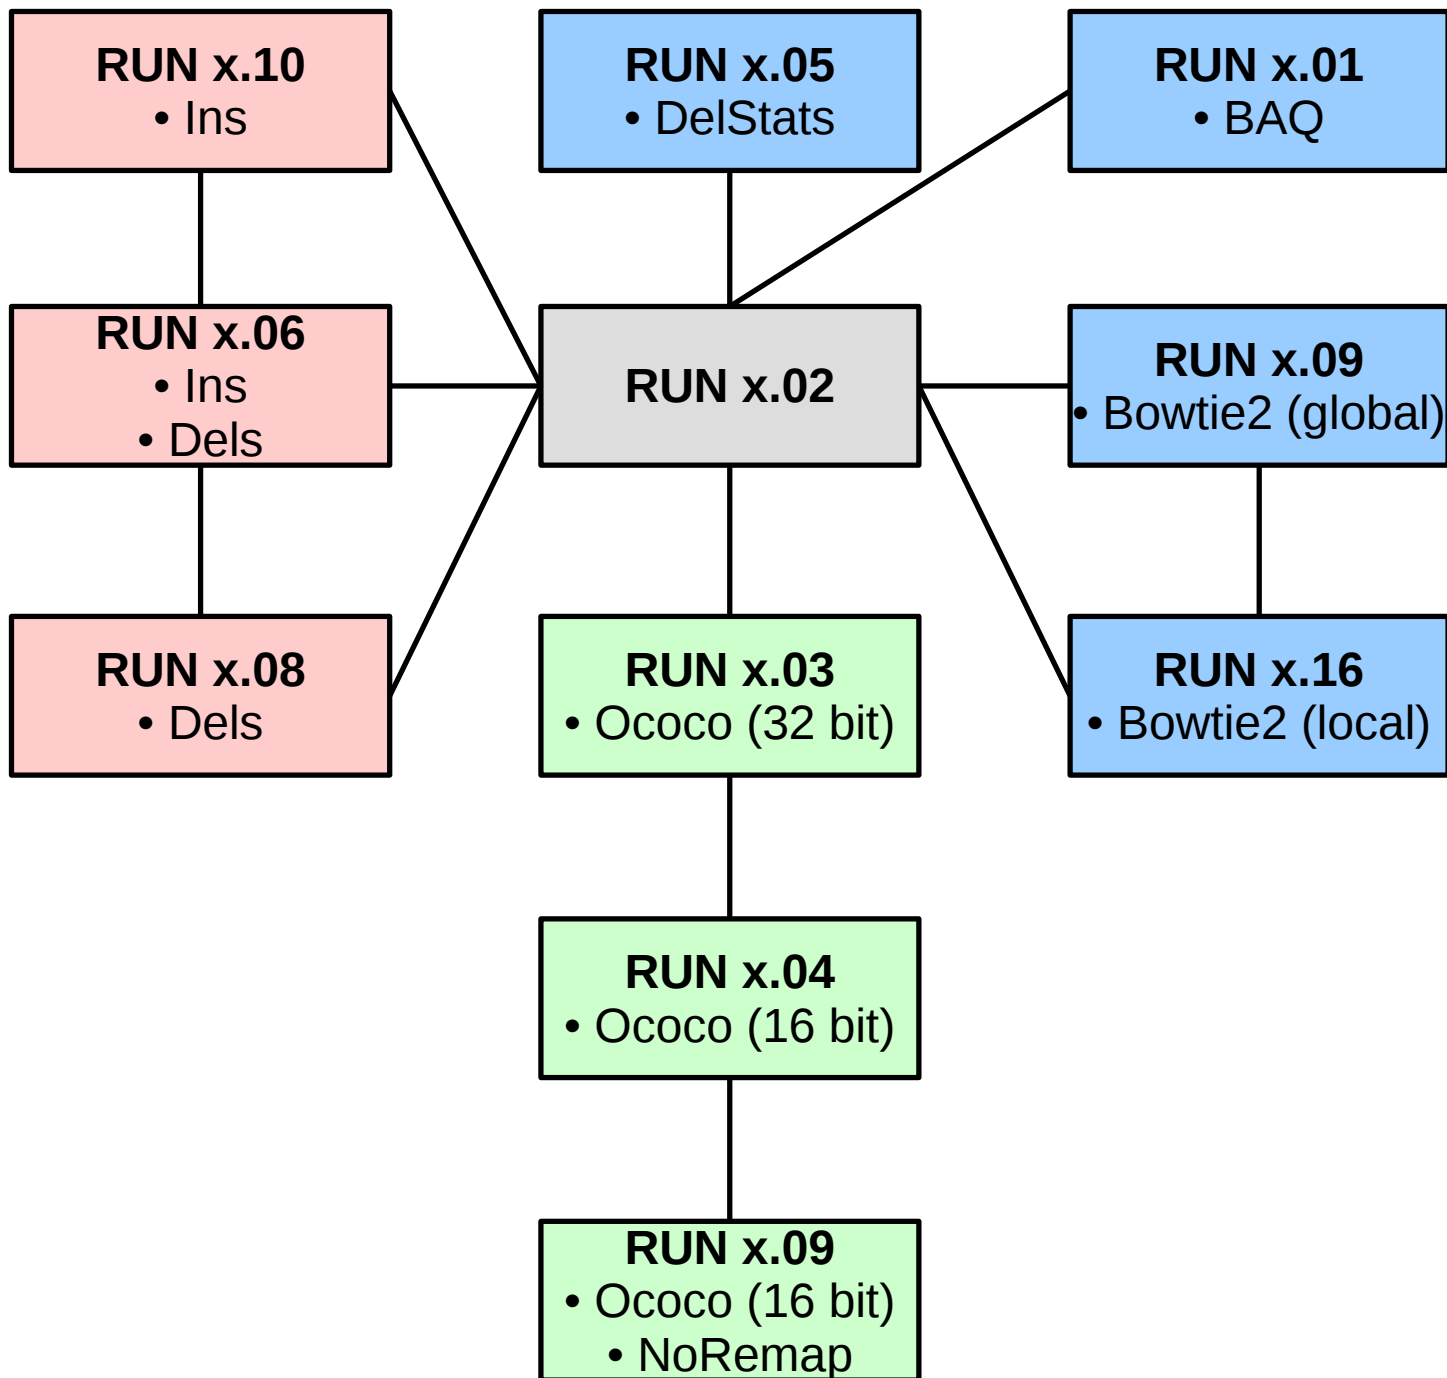 RUN x.10
• Ins
RUN x.05
• DelStats
RUN x.01
• BAQ
RUN x.06
• Ins
• Dels
RUN x.02
RUN x.09
• Bowtie2 (global)
RUN x.08
• Dels
RUN x.03
• Ococo (32 bit)
RUN x.16
• Bowtie2 (local)
RUN x.04
• Ococo (16 bit)
RUN x.09
• Ococo (16 bit)
• NoRemap